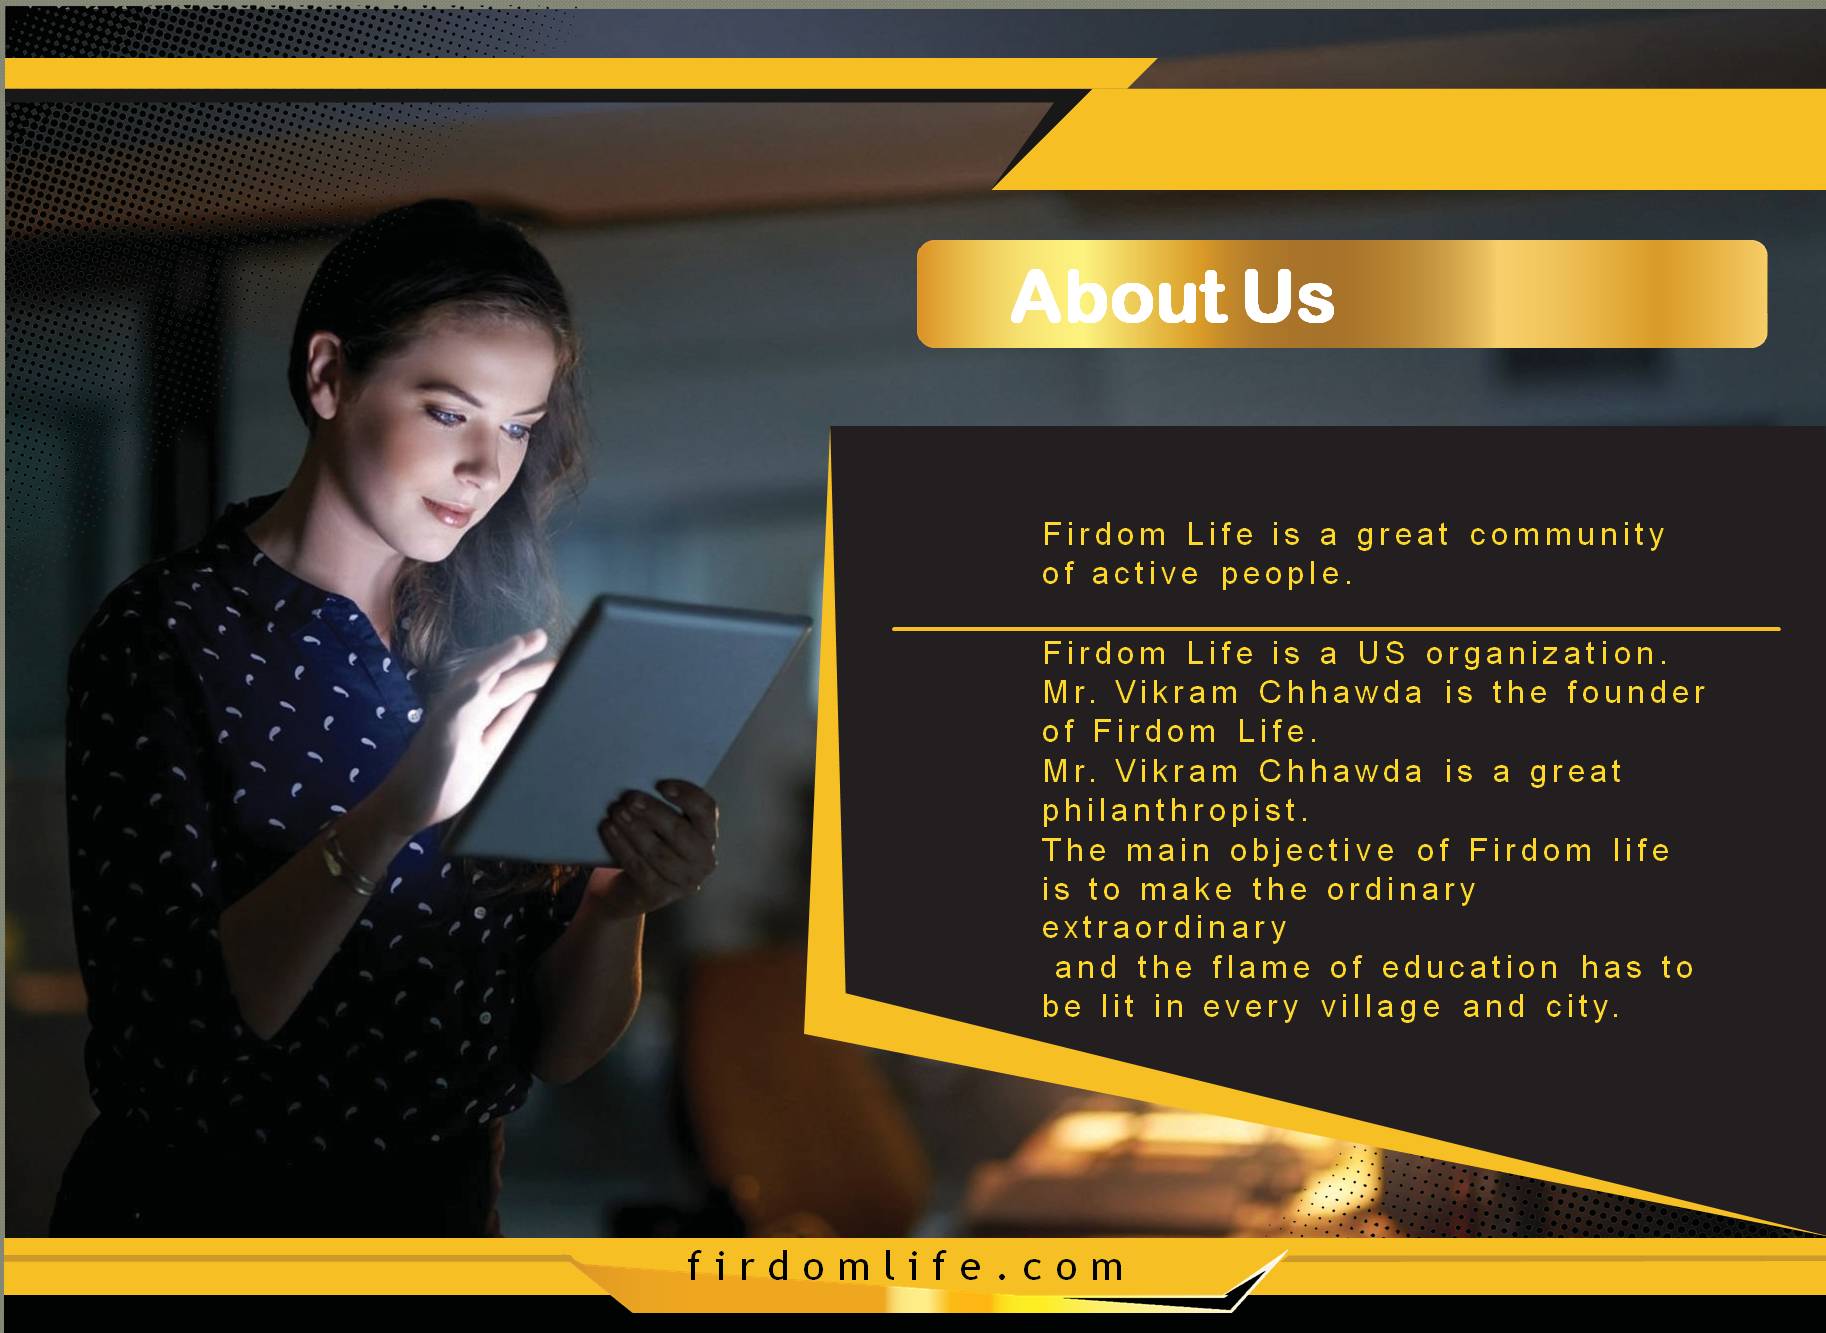 About Us
Firdom Life is a great community
of active people.
Firdom Life is a US organization.
Mr. Vikram Chhawda is the founder
of Firdom Life.
Mr. Vikram Chhawda is a great
philanthropist.
The main objective of Firdom life
is to make the ordinary
extraordinary
and the flame of education has to
be lit in every village and city.
firdomlife.com